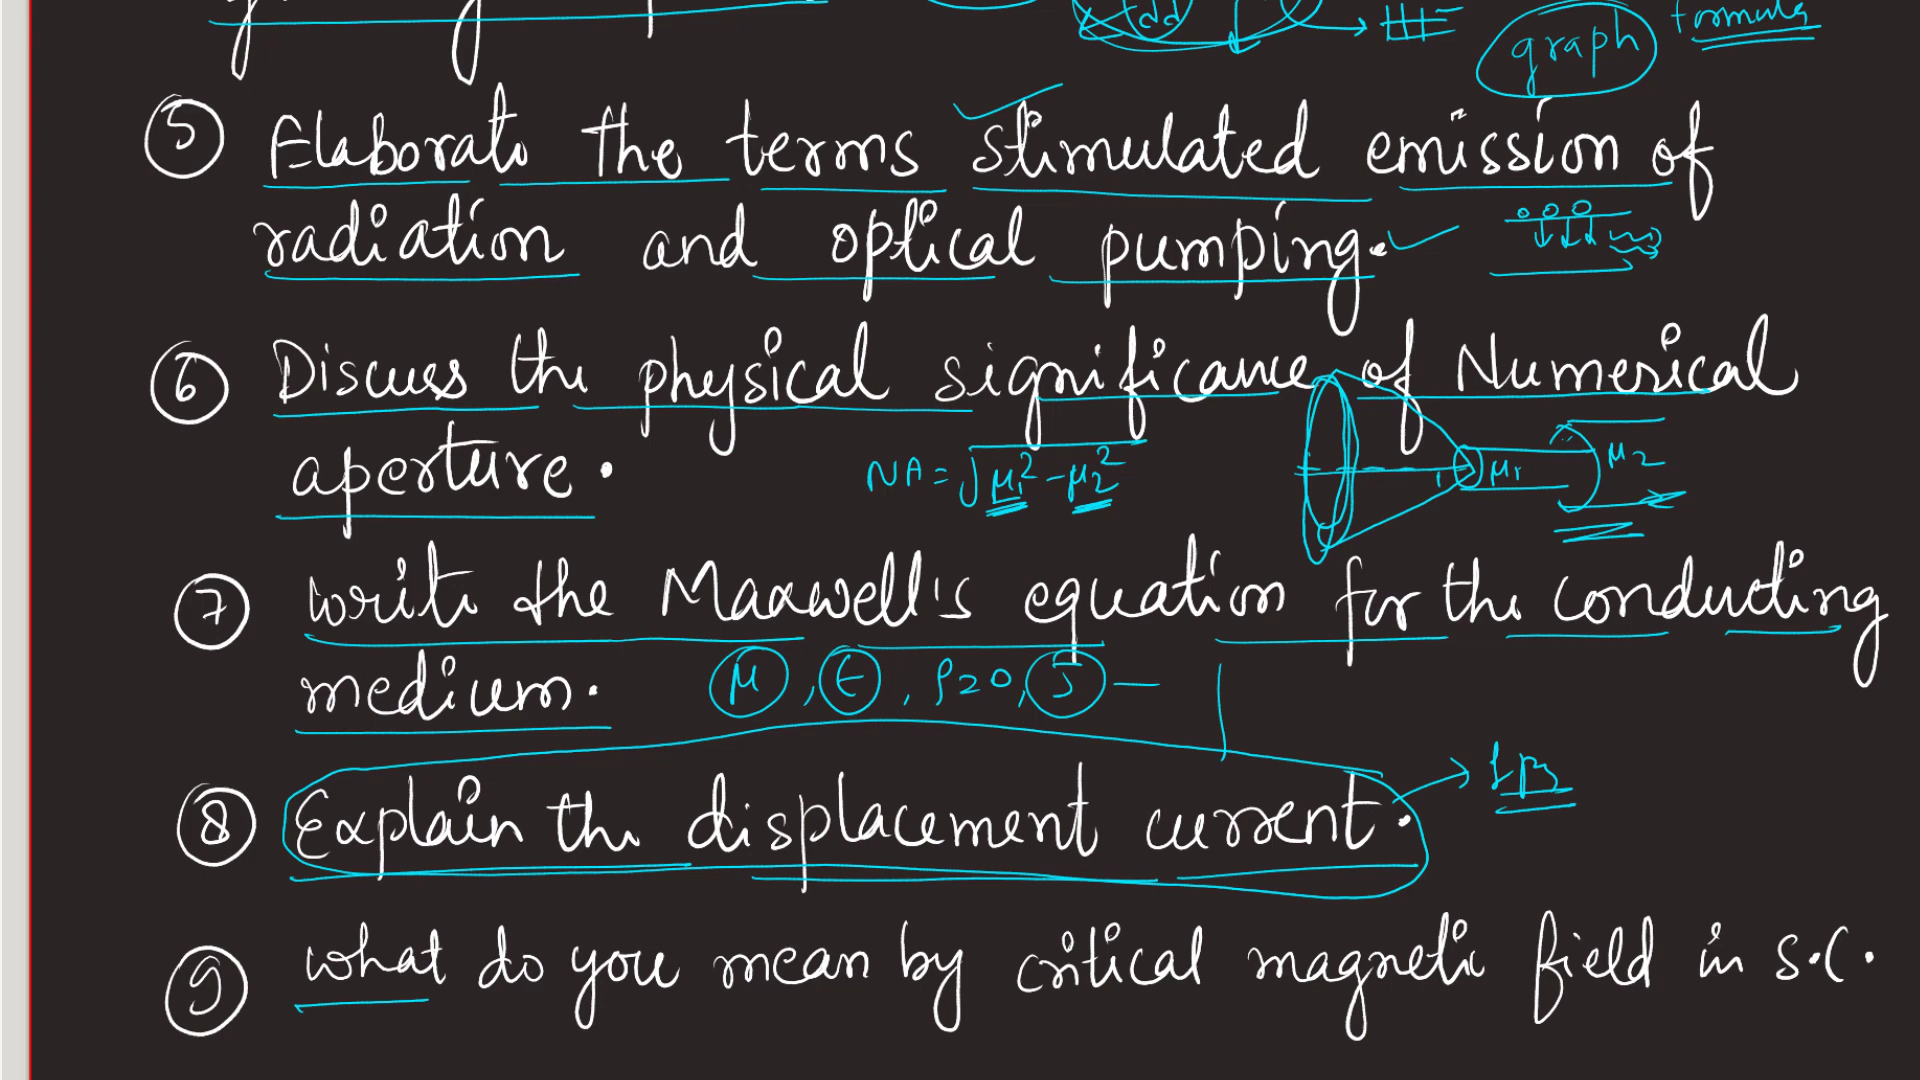 formula
graph
5 Elaborate the terms stimulated emission of
radiation and optical pumping.
6 Discuss the physical significance of Numerical
aperture.
NA = √μ1² - μ2²
μ1 μ2
7 Write the Maxwell's equation for the conducting
medium.
μ, ε, ρ=0, J —
8 Explain the displacement current.
9 what do you mean by critical magnetic field in S.C.